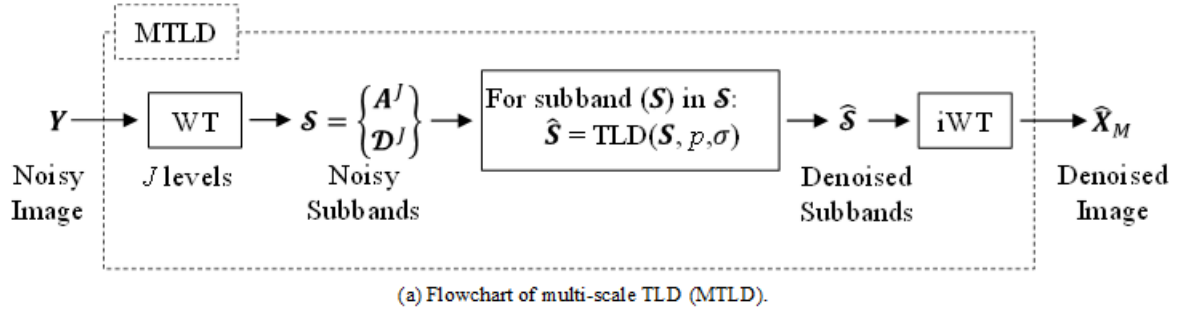 MTLD
Y
WT
S = {A^J
D^J}
For subband (S) in S:
Ŝ = TLD(S, p,σ)
Ŝ
iWT
X̂_M
Noisy
Image
J levels
Noisy
Subbands
Denoised
Subbands
Denoised
Image
(a) Flowchart of multi-scale TLD (MTLD).